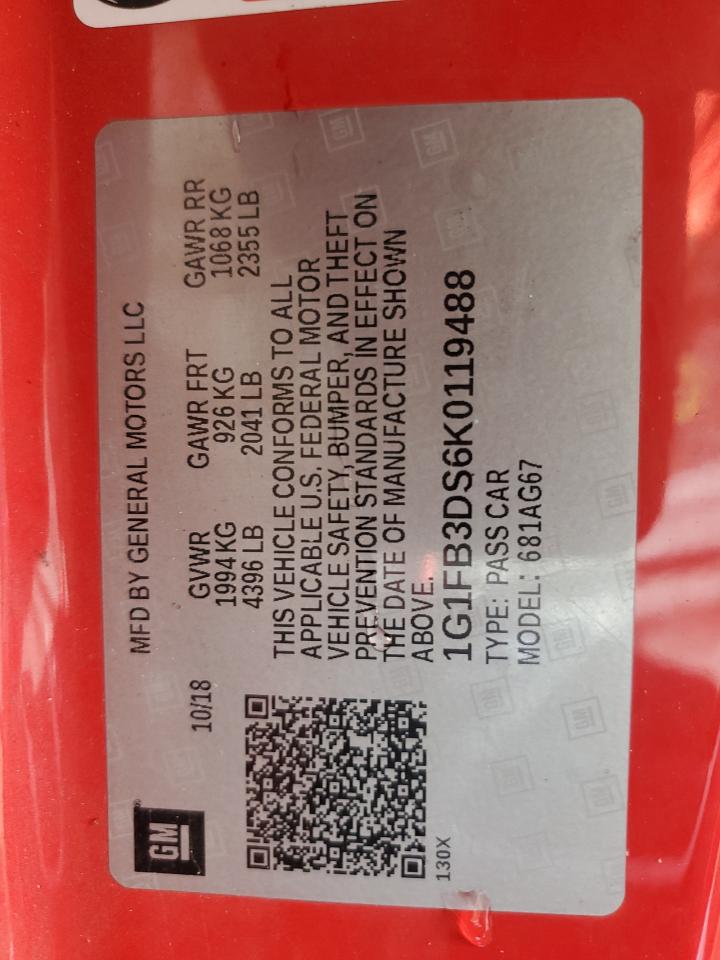 GM
MFD BY GENERAL MOTORS LLC
10/18
GVWR GAWR FRT GAWR RR
1994 KG 926 KG 1068 KG
4396 LB 2041 LB 2355 LB
THIS VEHICLE CONFORMS TO ALL
APPLICABLE U.S. FEDERAL MOTOR
VEHICLE SAFETY, BUMPER, AND THEFT
PREVENTION STANDARDS IN EFFECT ON
THE DATE OF MANUFACTURE SHOWN
ABOVE.
1G1FB3DS6K0119488
TYPE: PASS CAR
MODEL: 681AG67
130X